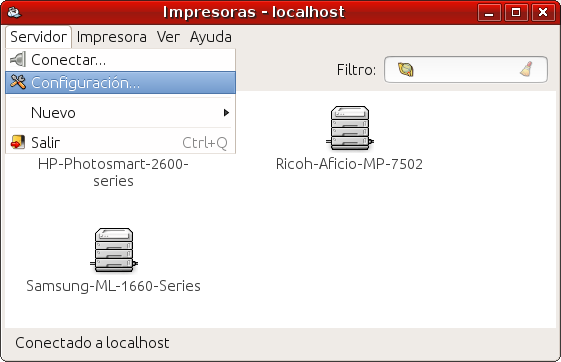 Impresoras - localhost
Servidor Impresora Ver Ayuda
Conectar...
Configuración...
Nuevo
Salir Ctrl+Q
Filtro:
HP-Photosmart-2600-
series
Ricoh-Aficio-MP-7502
Samsung-ML-1660-Series
Conectado a localhost